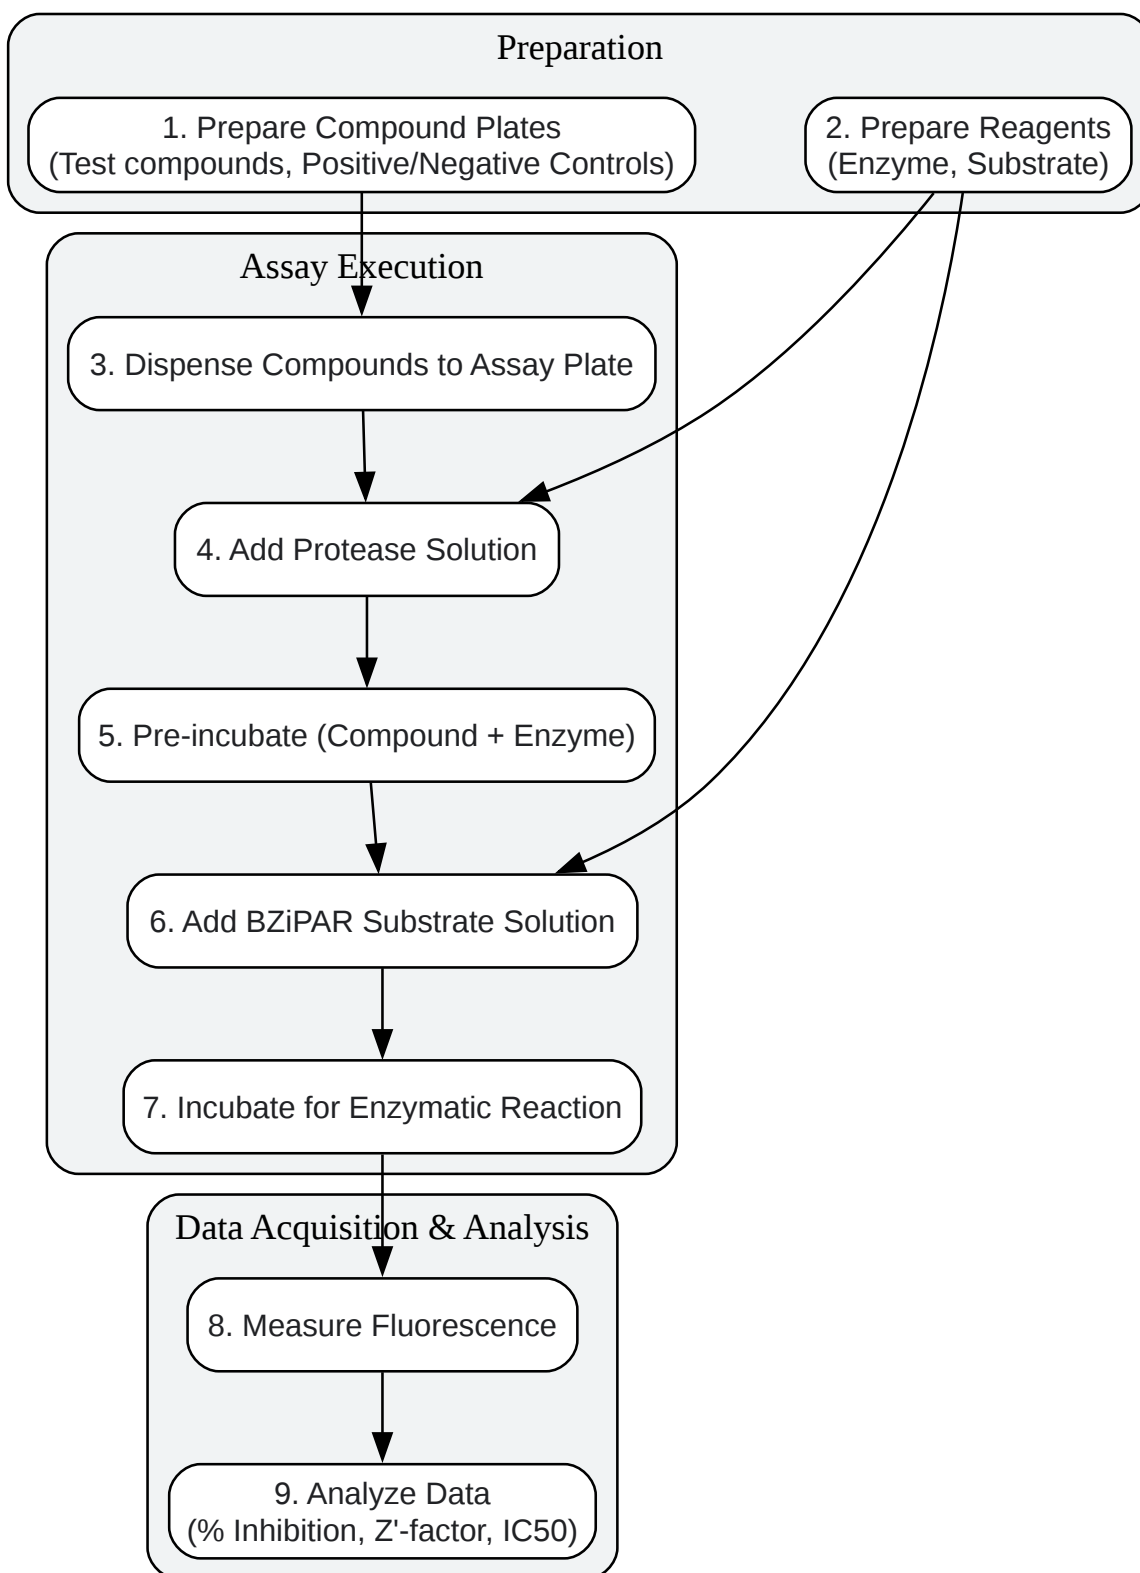 Preparation
1. Prepare Compound Plates
(Test compounds, Positive/Negative Controls)
2. Prepare Reagents
(Enzyme, Substrate)
Assay Execution
3. Dispense Compounds to Assay Plate
4. Add Protease Solution
5. Pre-incubate (Compound + Enzyme)
6. Add BZiPAR Substrate Solution
7. Incubate for Enzymatic Reaction
Data Acquisition & Analysis
8. Measure Fluorescence
9. Analyze Data
(% Inhibition, Z'-factor, IC50)